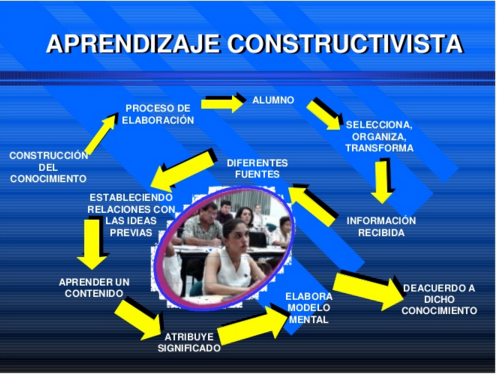 APRENDIZAJE CONSTRUCTIVISTA
CONSTRUCCIÓN
DEL
CONOCIMIENTO
PROCESO DE
ELABORACIÓN
ALUMNO
SELECCIONA,
ORGANIZA,
TRANSFORMA
INFORMACIÓN
RECIBIDA
DIFERENTES
FUENTES
ESTABLECIENDO
RELACIONES CON
LAS IDEAS
PREVIAS
APRENDER UN
CONTENIDO
ATRIBUYE
SIGNIFICADO
ELABORA
MODELO
MENTAL
DEACUERDO A
DICHO
CONOCIMIENTO